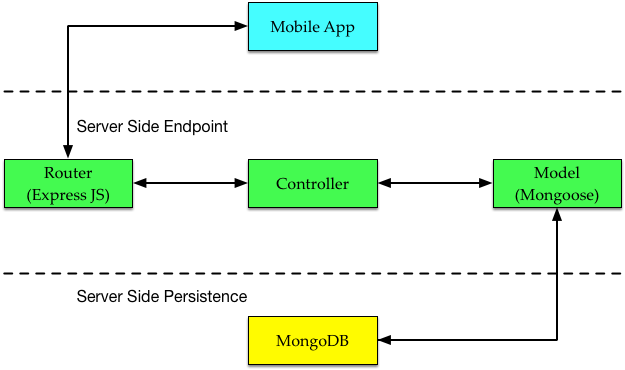 Mobile App
Server Side Endpoint
Router
(Express JS)
Controller
Model
(Mongoose)
Server Side Persistence
MongoDB